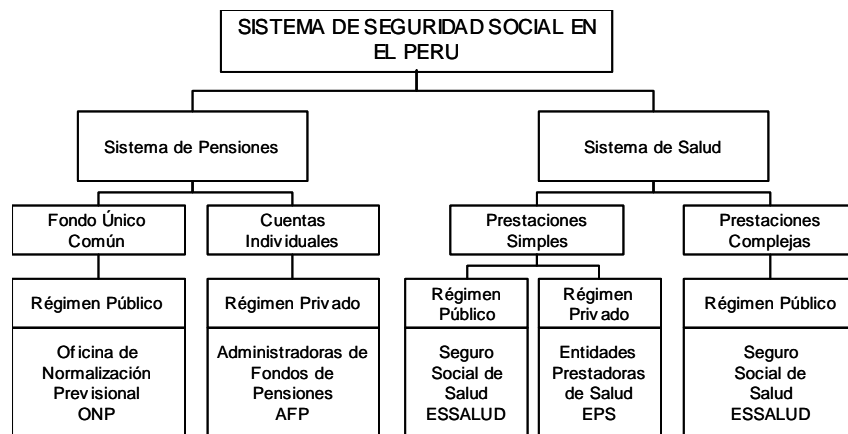 SISTEMA DE SEGURIDAD SOCIAL EN
EL PERU
Sistema de Pensiones
Sistema de Salud
Fondo Único
Común
Cuentas
Individuales
Prestaciones
Simples
Prestaciones
Complejas
Régimen Público
Régimen Privado
Régimen
Público
Régimen
Privado
Régimen Público
Oficina de
Normalización
Previsional
ONP
Administradoras de
Fondos de
Pensiones
AFP
Seguro
Social de
Salud
ESSALUD
Entidades
Prestadoras
de Salud
EPS
Seguro
Social de
Salud
ESSALUD